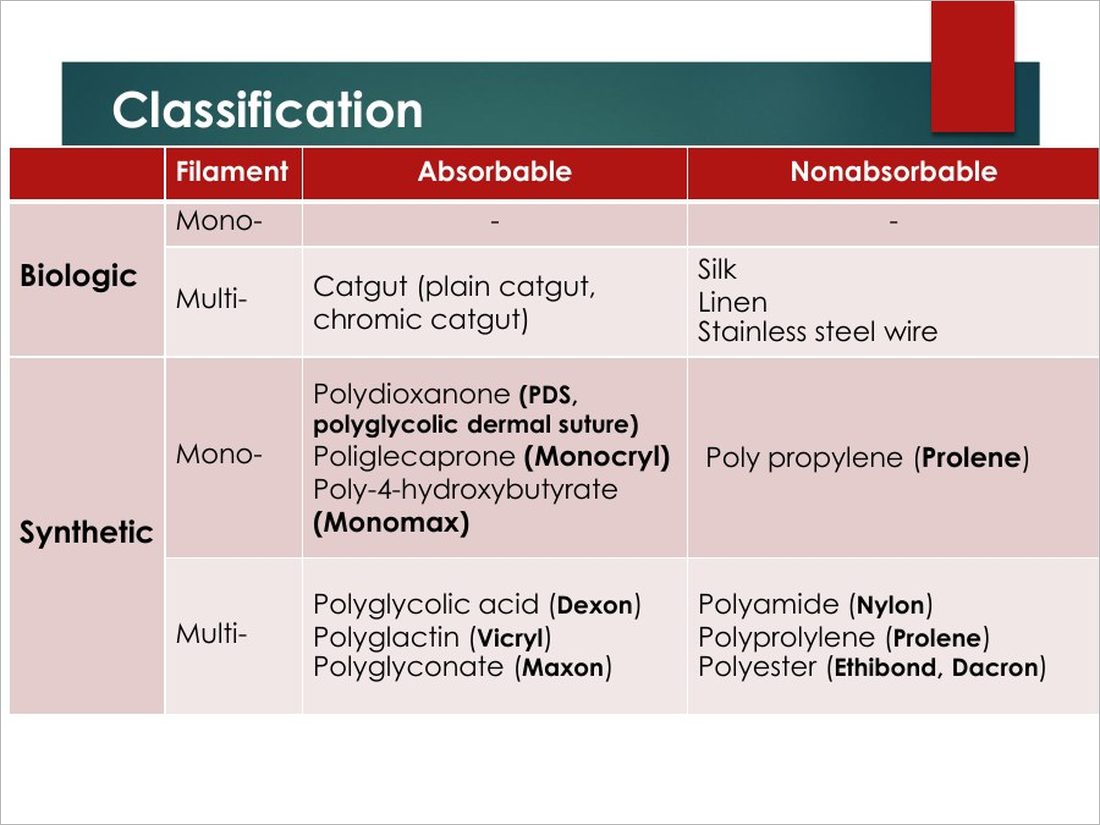 Classification
Filament Absorbable Nonabsorbable
Biologic
Mono- - -
Multi-
Catgut (plain catgut,
chromic catgut)
Silk
Linen
Stainless steel wire
Synthetic
Mono-
Polydioxanone (PDS,
polyglycolic dermal suture)
Poliglecaprone (Monocryl)
Poly-4-hydroxybutyrate
(Monomax)
Poly propylene (Prolene)
Multi-
Polyglycolic acid (Dexon)
Polyglactin (Vicryl)
Polyglyconate (Maxon)
Polyamide (Nylon)
Polyprolylene (Prolene)
Polyester (Ethibond, Dacron)